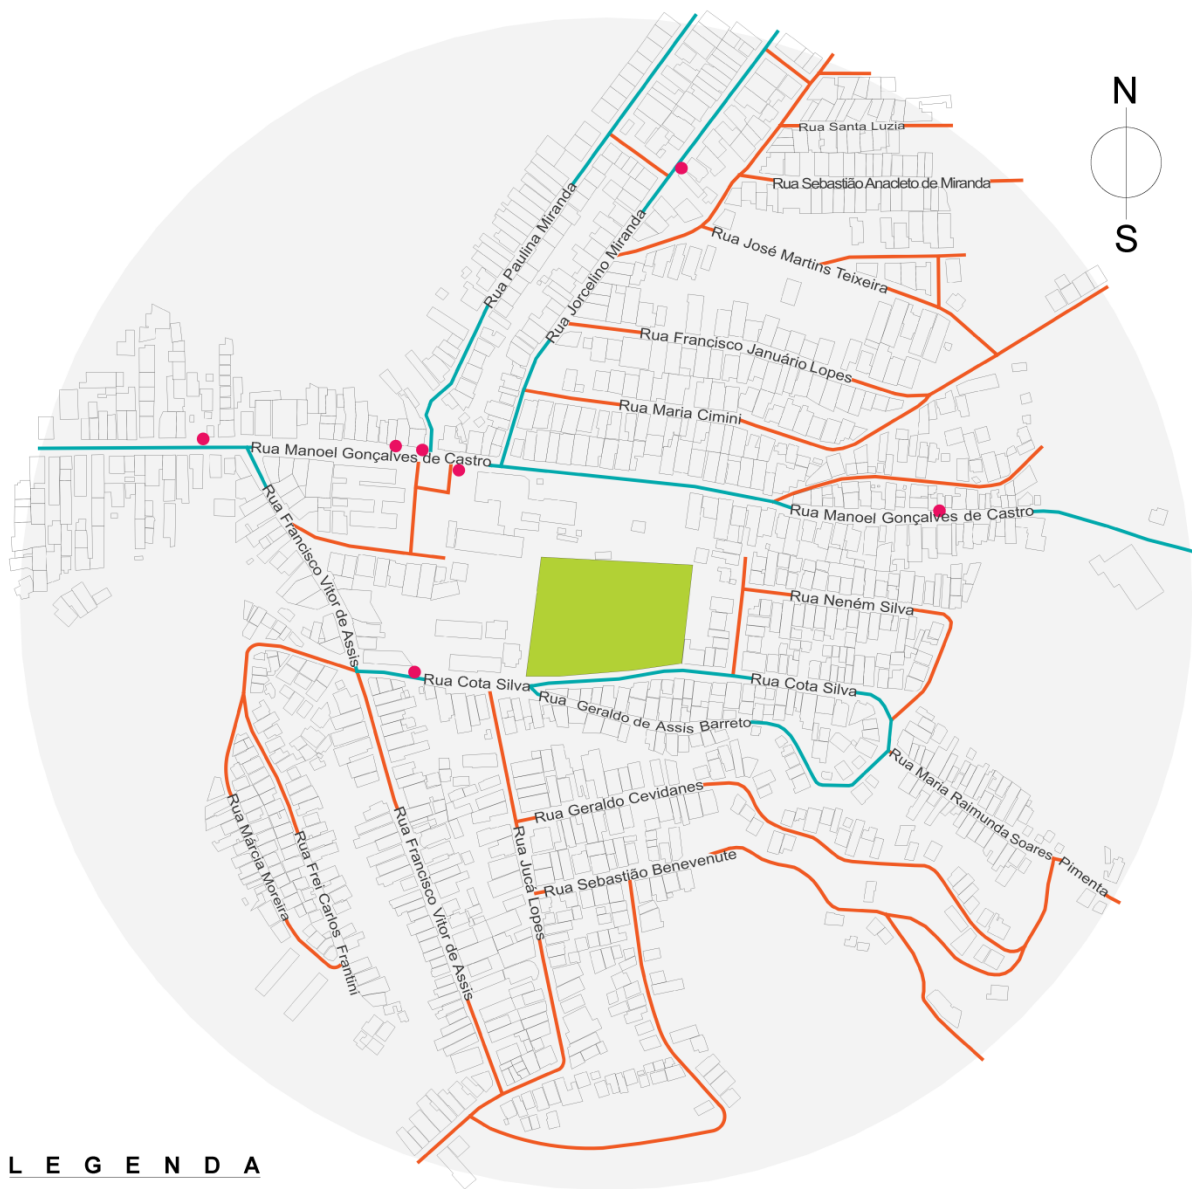 N
S
Rua Santa Luzia
Rua Sebastião Anacleto de Miranda
Rua Paulina Miranda
Rua Jorcelino Miranda
Rua José Martins Teixeira
Rua Francisco Januário Lopes
Rua Maria Cimini
Rua Manoel Gonçalves de Castro
Rua Manoel Gonçalves de Castro
Rua Francisco Vitor de Assis
Rua Neném Silva
Rua Cota Silva
Rua Cota Silva
Rua Geraldo de Assis Barreto
Rua Maria Raimunda Soares Pimenta
Rua Geraldo Cevidanes
Rua Sebastião Benevenute
Rua Jucá Lopes
Rua Francisco Vitor de Assis
Rua Márcia Moreira
Rua Frei Carlos Frantini
LEGENDA